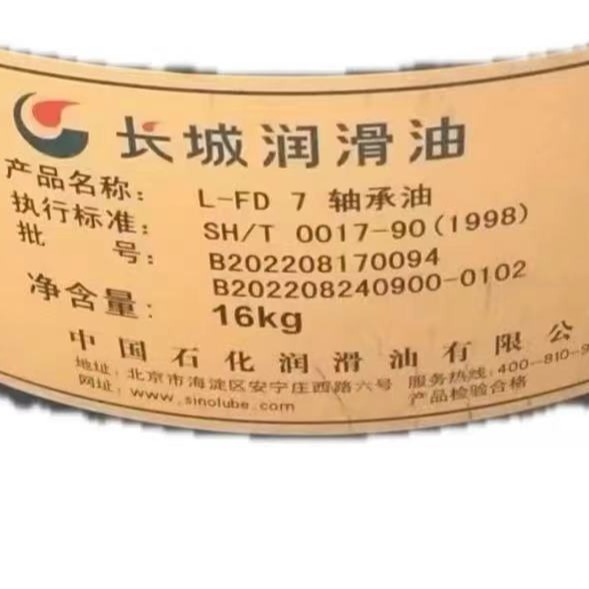 长城润滑油
产品名称: L-FD 7 轴承油
执行标准: SH/T 0017-90(1998)
批 号: B202208170094
B202208240900-0102
净含量: 16kg
中国石化润滑油有限公
地址: 北京市海淀区安宁庄西路六号 服务热线:400-810-9
网址: www.sinolube.com 产品检验合格